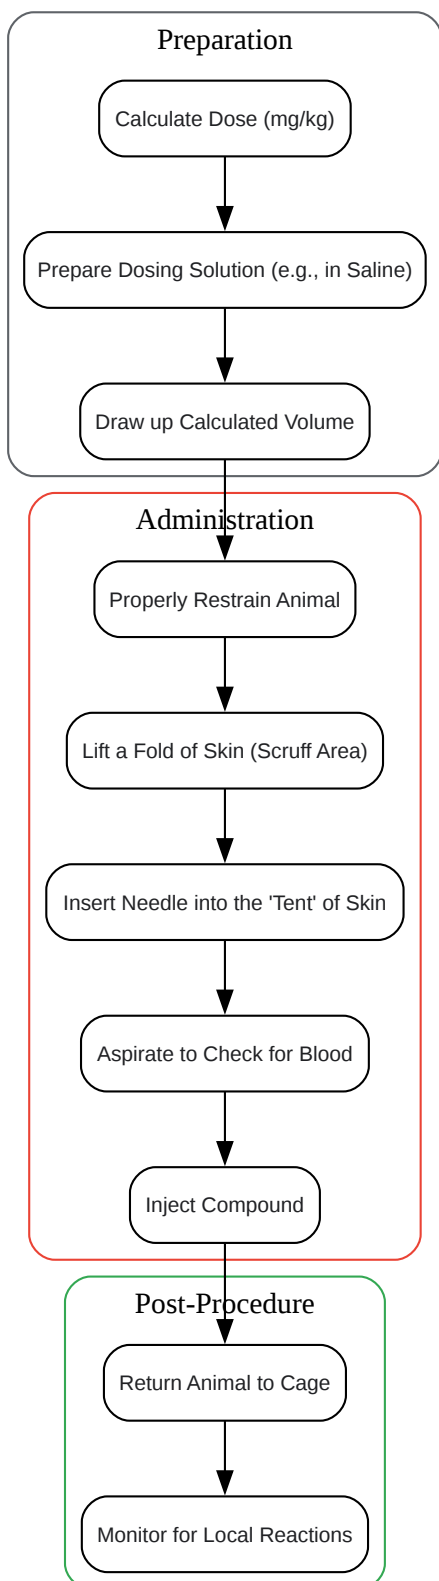 Preparation
Calculate Dose (mg/kg)
Prepare Dosing Solution (e.g., in Saline)
Draw up Calculated Volume
Administration
Properly Restrain Animal
Lift a Fold of Skin (Scruff Area)
Insert Needle into the 'Tent' of Skin
Aspirate to Check for Blood
Inject Compound
Post-Procedure
Return Animal to Cage
Monitor for Local Reactions